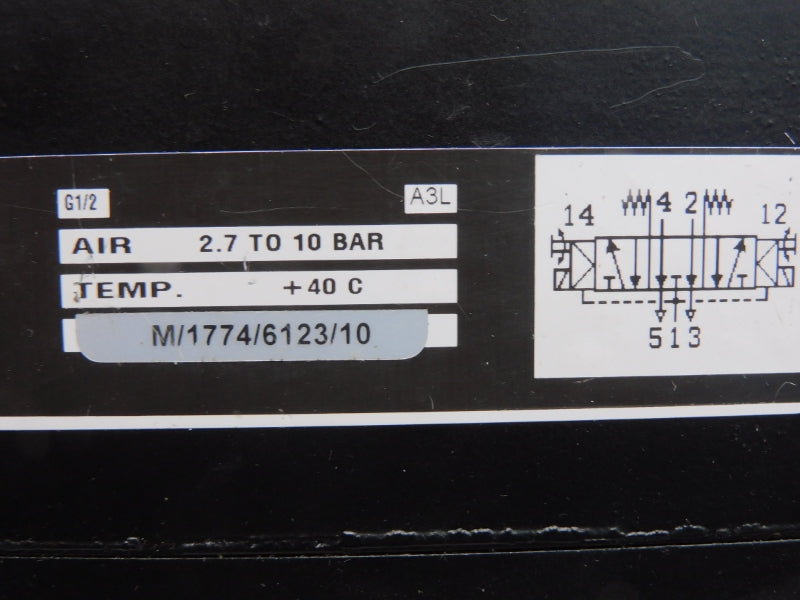 G1/2 A3L
AIR 2.7 TO 10 BAR
TEMP. +40 C
M/1774/6123/10
14 4 2 12
5 1 3